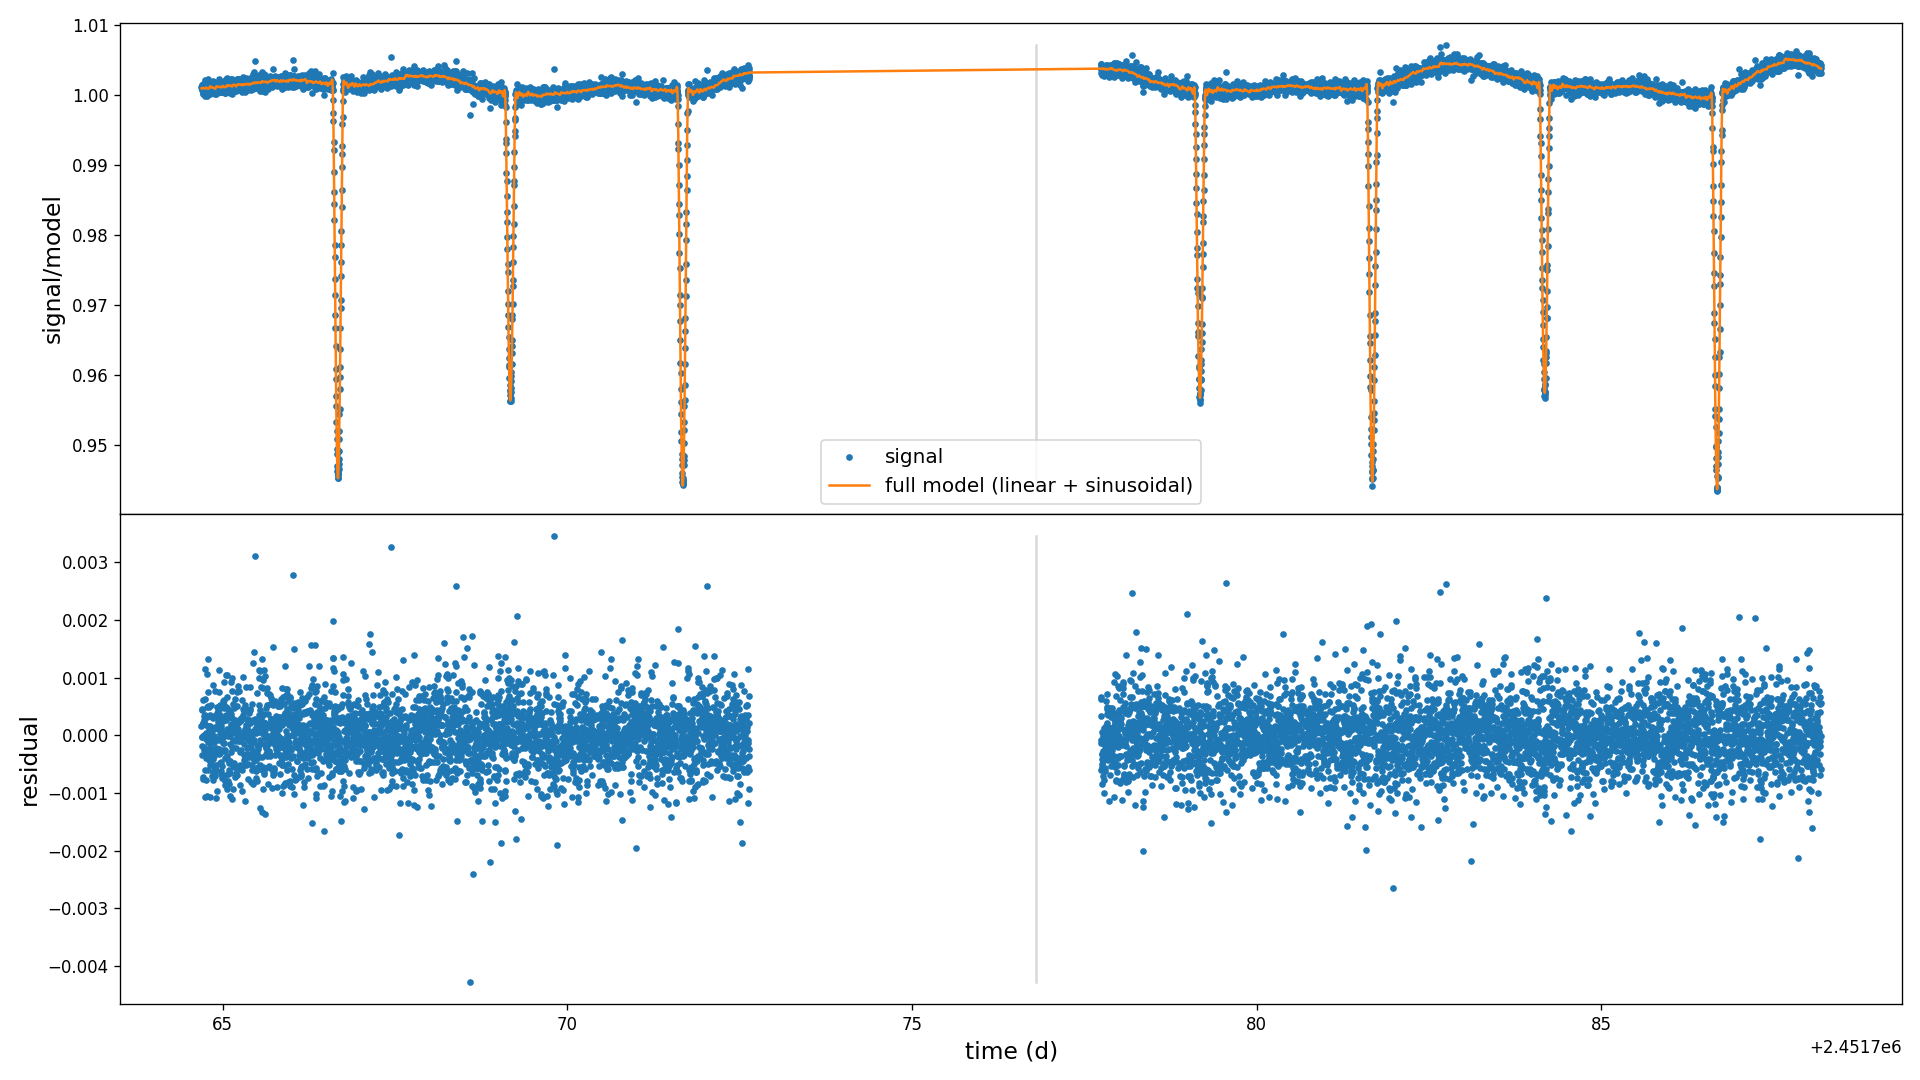 1.01
1.00
0.99
0.98
0.97
0.96
0.95
signal/model
signal
full model (linear + sinusoidal)
0.003
0.002
0.001
0.000
−0.001
−0.002
−0.003
−0.004
residual
65 70 75 80 85
time (d)
+2.4517e6